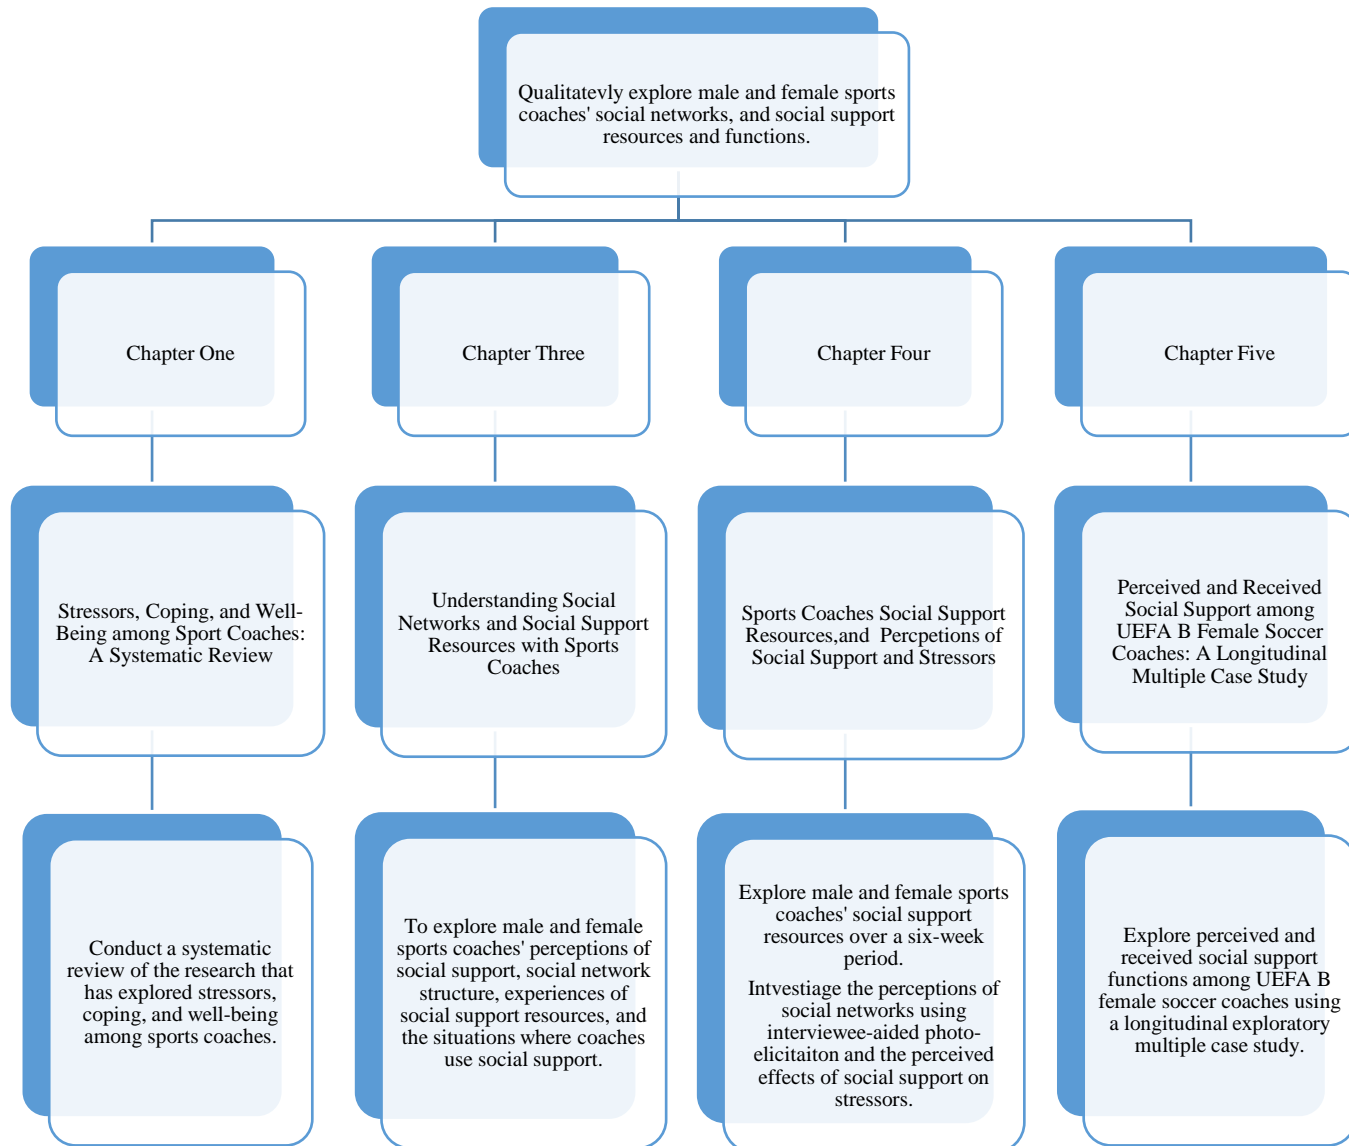 Qualitatevly explore male and female sports
coaches' social networks, and social support
resources and functions.
Chapter One
Chapter Three
Chapter Four
Chapter Five
Stressors, Coping, and Well-
Being among Sport Coaches:
A Systematic Review
Understanding Social
Networks and Social Support
Resources with Sports
Coaches
Sports Coaches Social Support
Resources,and Percpetions of
Social Support and Stressors
Perceived and Received
Social Support among
UEFA B Female Soccer
Coaches: A Longitudinal
Multiple Case Study
Conduct a systematic
review of the research that
has explored stressors,
coping, and well-being
among sports coaches.
To explore male and female
sports coaches' perceptions of
social support, social network
structure, experiences of
social support resources, and
the situations where coaches
use social support.
Explore male and female sports
coaches' social support
resources over a six-week
period.
Intvestiage the perceptions of
social networks using
interviewee-aided photo-
elicitaiton and the perceived
effects of social support on
stressors.
Explore perceived and
received social support
functions among UEFA B
female soccer coaches using
a longitudinal exploratory
multiple case study.